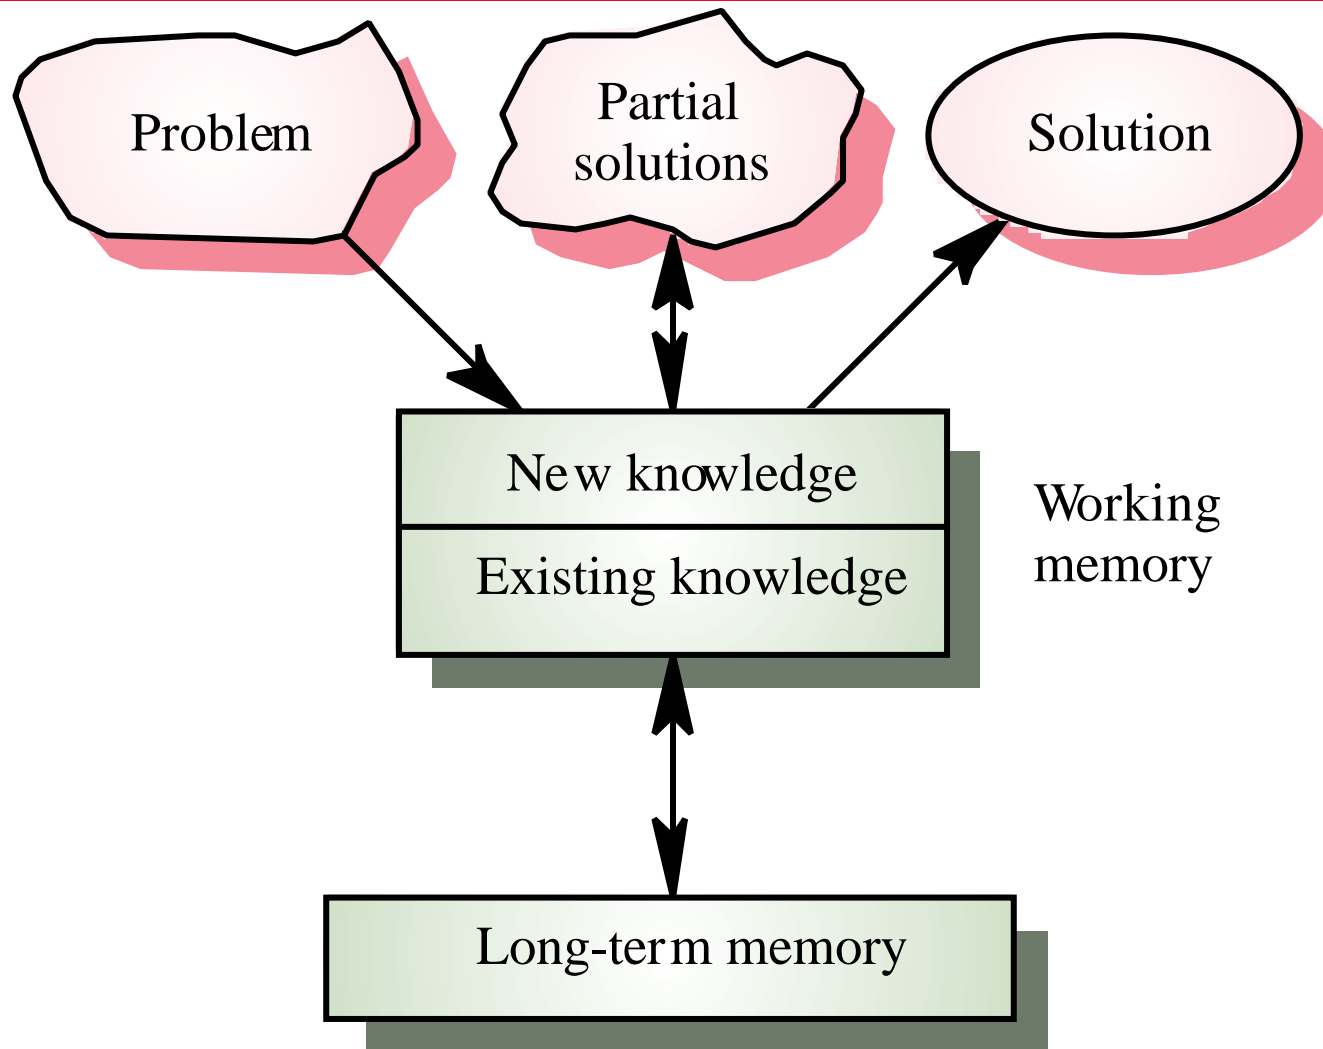 Problem
Partial
solutions
Solution
New knowledge
Existing knowledge
Working
memory
Long-term memory